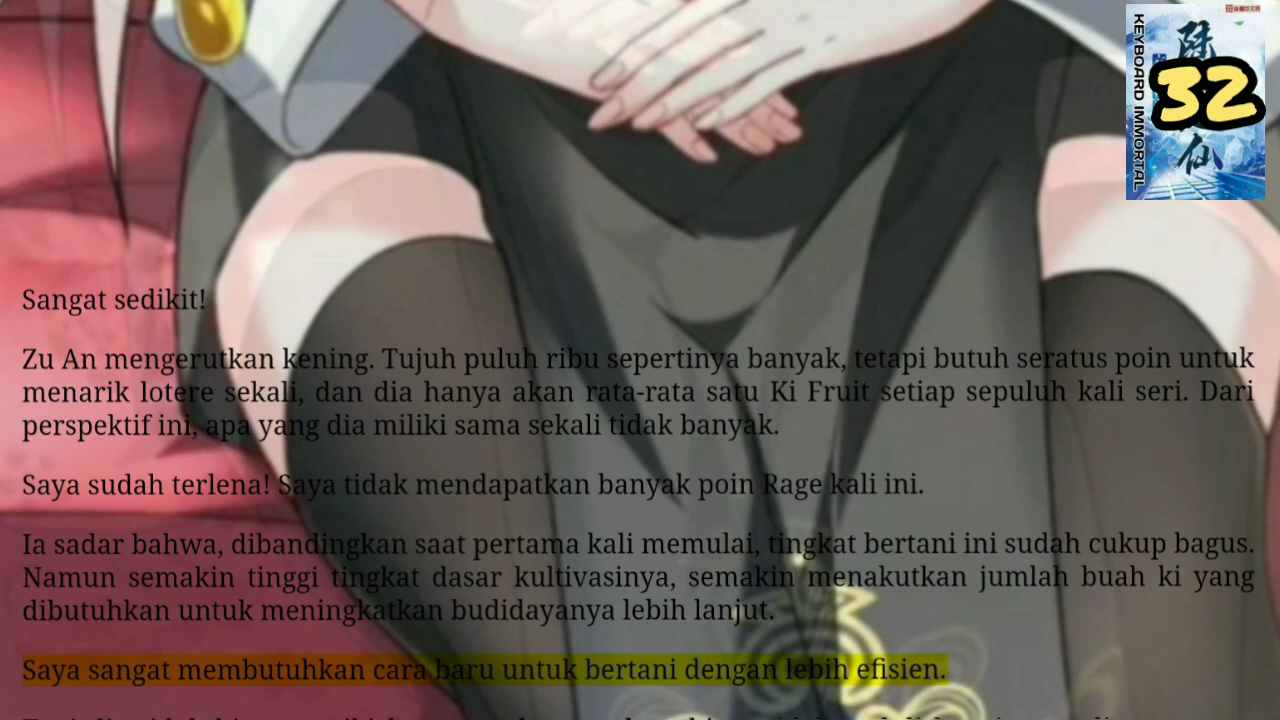 陆
仙
KEYBOARD IMMORTAL
32
Sangat sedikit!
Zu An mengerutkan kening. Tujuh puluh ribu sepertinya banyak, tetapi butuh seratus poin untuk
menarik lotere sekali, dan dia hanya akan rata-rata satu Ki Fruit setiap sepuluh kali seri. Dari
perspektif ini, apa yang dia miliki sama sekali tidak banyak.
Saya sudah terlena! Saya tidak mendapatkan banyak poin Rage kali ini.
Ia sadar bahwa, dibandingkan saat pertama kali memulai, tingkat bertani ini sudah cukup bagus.
Namun semakin tinggi tingkat dasar kultivasinya, semakin menakutkan jumlah buah ki yang
dibutuhkan untuk meningkatkan budidayanya lebih lanjut.
Saya sangat membutuhkan cara baru untuk bertani dengan lebih efisien.